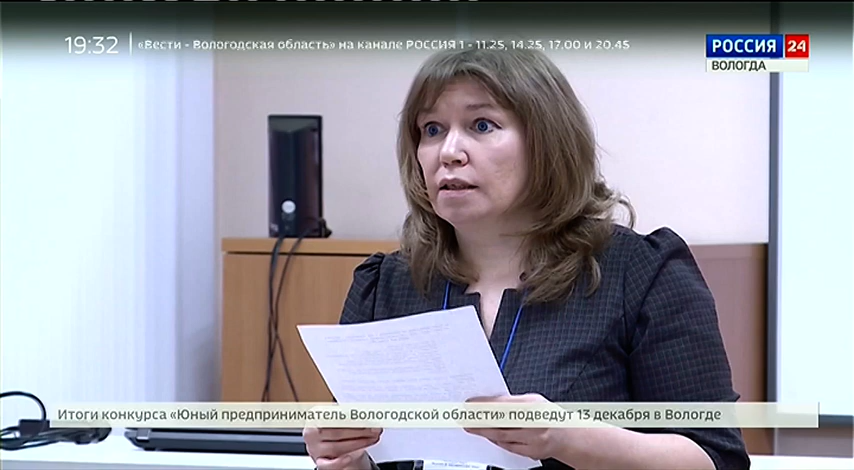 19:32 «Вести - Вологодская область» на канале РОССИЯ 1 - 11.25, 14.25, 17.00 и 20.45
РОССИЯ 24
ВОЛОГДА
Итоги конкурса «Юный предприниматель Вологодской области» подведут 13 декабря в Вологде